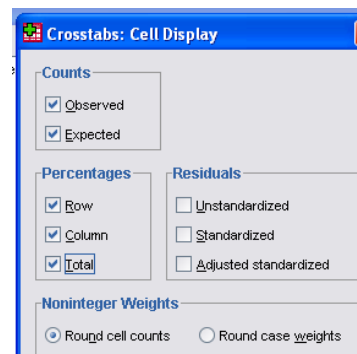 Crosstabs: Cell Display
Counts
Observed
Expected
Percentages
Row
Column
Total
Residuals
Unstandardized
Standardized
Adjusted standardized
Noninteger Weights
Round cell counts
Round case weights